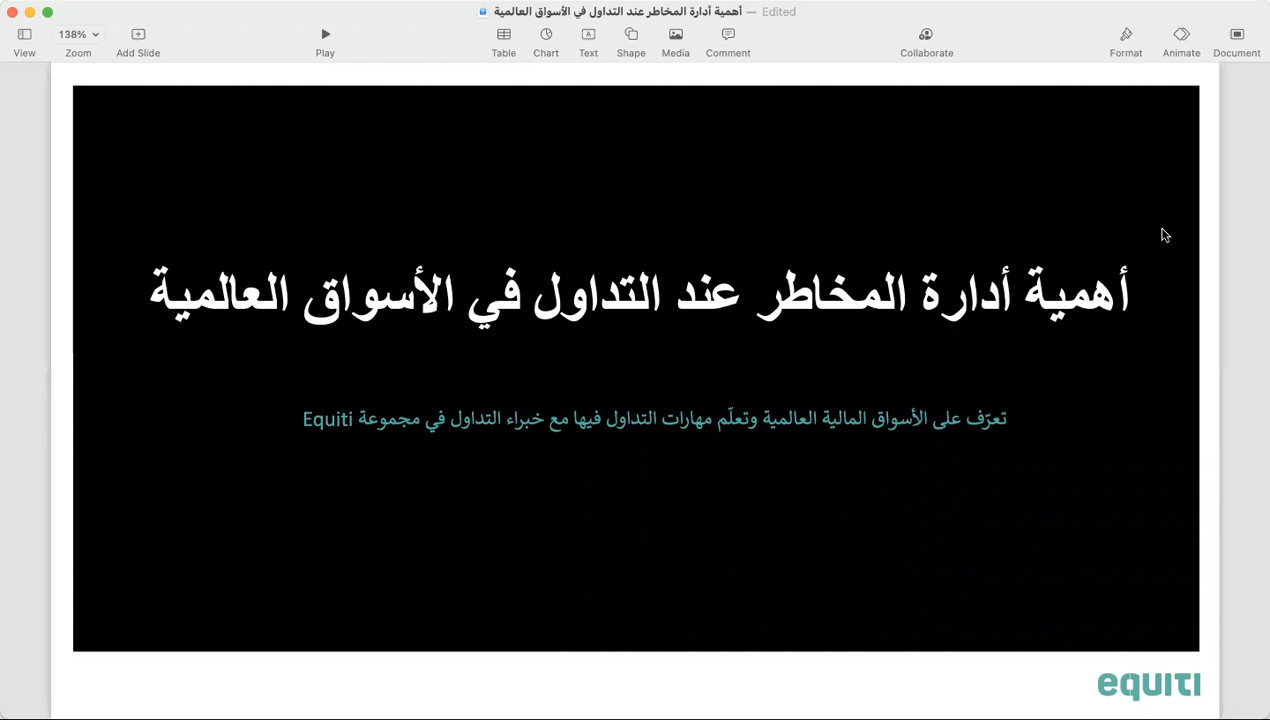 أهمية أدارة المخاطر عند التداول في الأسواق العالمية — Edited
View
138%
Zoom
Add Slide
Play
Table
Chart
Text
Shape
Media
Comment
Collaborate
Format
Animate
Document
أهمية أدارة المخاطر عند التداول في الأسواق العالمية
تعرّف على الأسواق المالية العالمية وتعلّم مهارات التداول فيها مع خبراء التداول في مجموعة Equiti
equiti